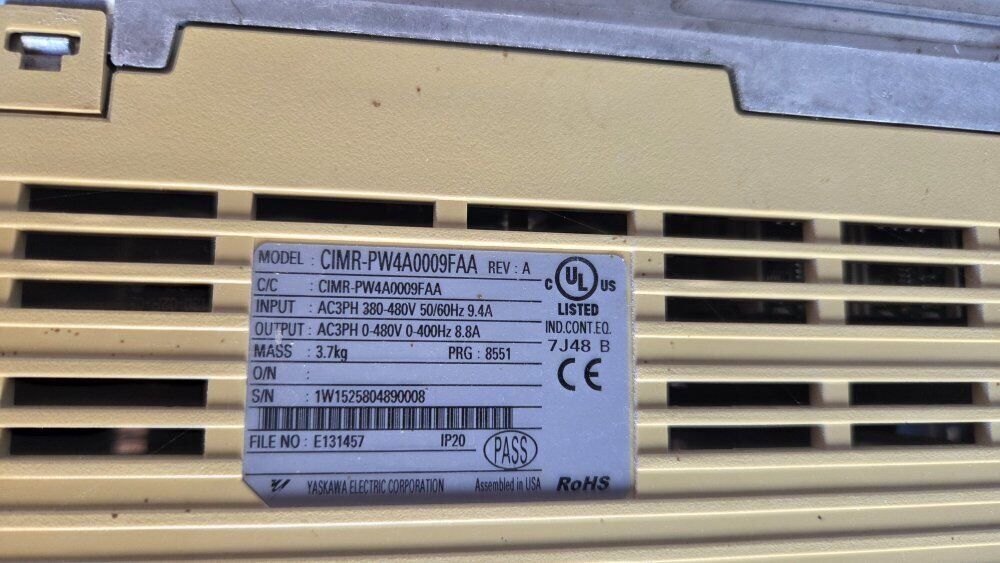 MODEL : CIMR-PW4A0009FAA REV : A
C/C : CIMR-PW4A0009FAA
INPUT : AC3PH 380-480V 50/60Hz 9.4A
OUTPUT : AC3PH 0-480V 0-400Hz 8.8A
MASS : 3.7kg PRG : 8551
O/N :
S/N : 1W1525804890008
FILE NO : E131457 IP20 PASS
YASKAWA ELECTRIC CORPORATION Assembled in USA RoHS
C UL US
LISTED
IND.CONT.EQ.
7J48 B
CE